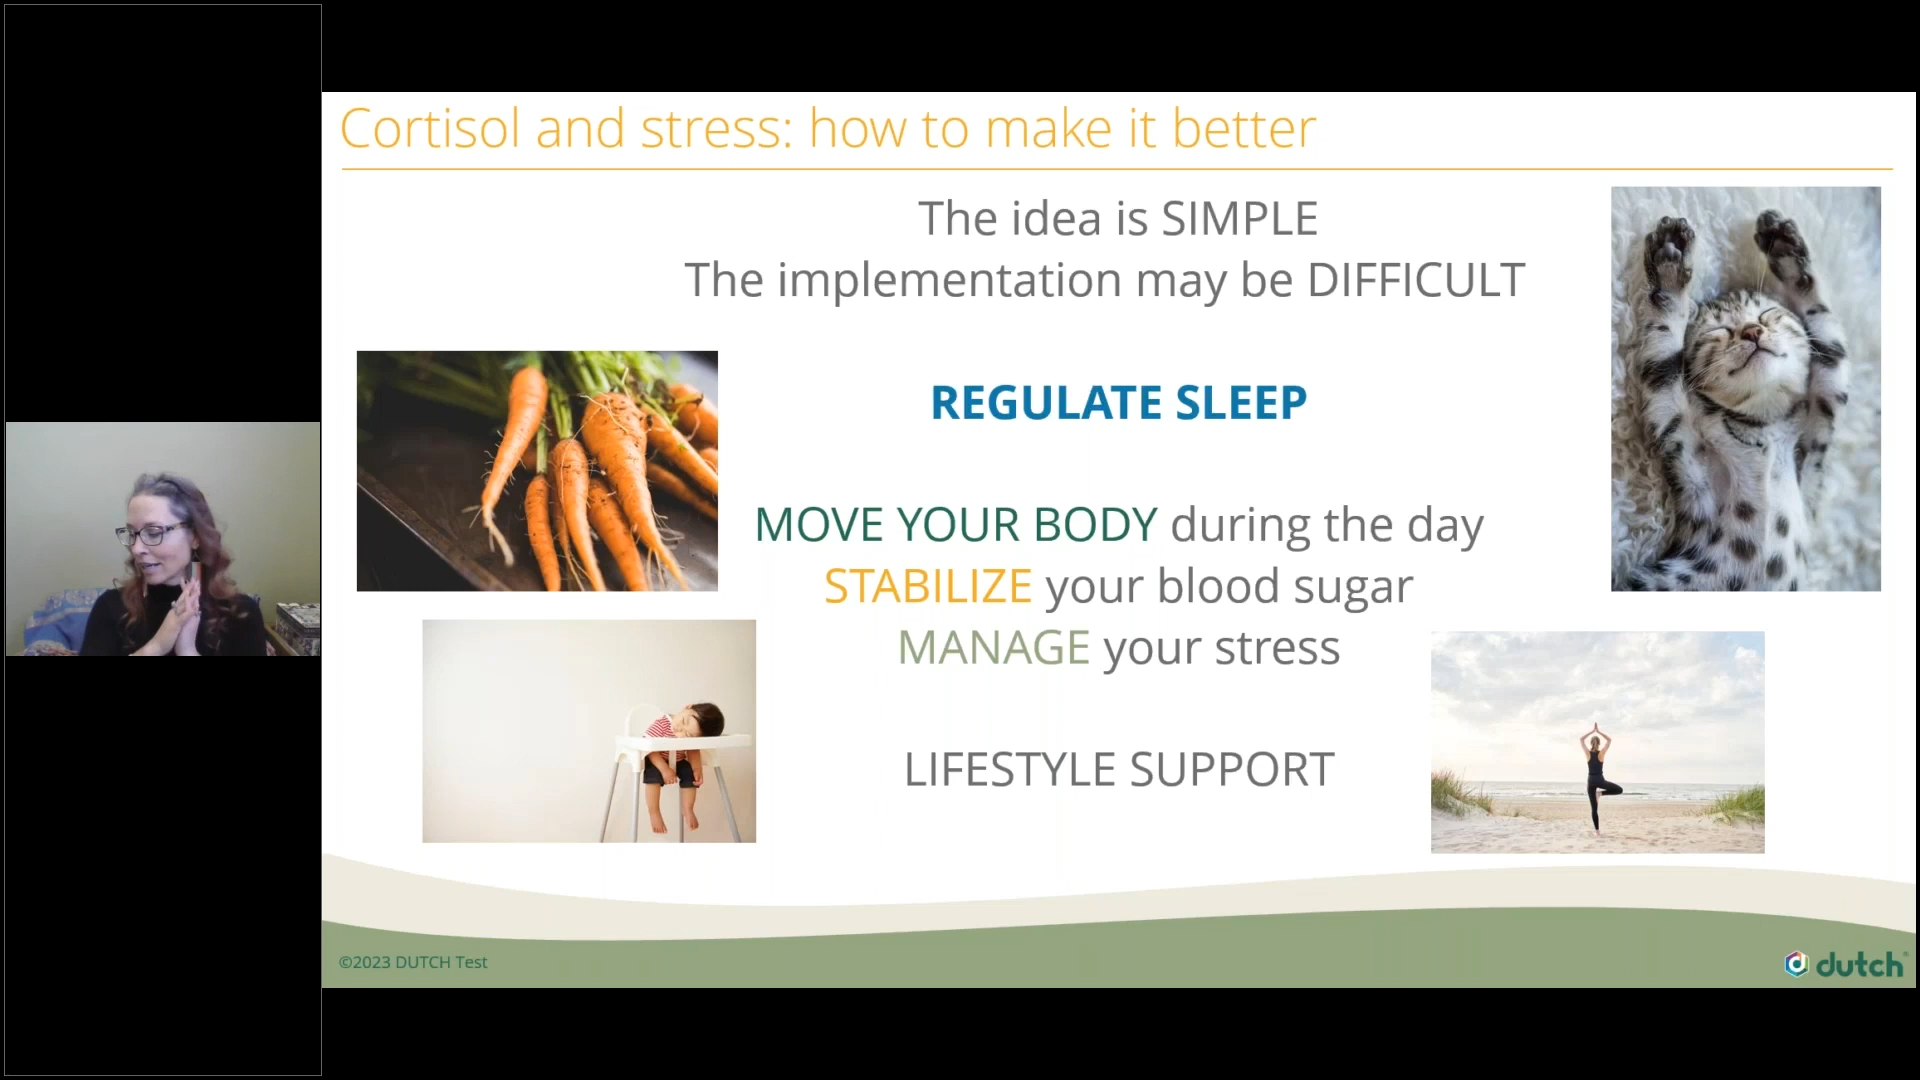 Cortisol and stress: how to make it better
The idea is SIMPLE
The implementation may be DIFFICULT
REGULATE SLEEP
MOVE YOUR BODY during the day
STABILIZE your blood sugar
MANAGE your stress
LIFESTYLE SUPPORT
©2023 DUTCH Test
dutch